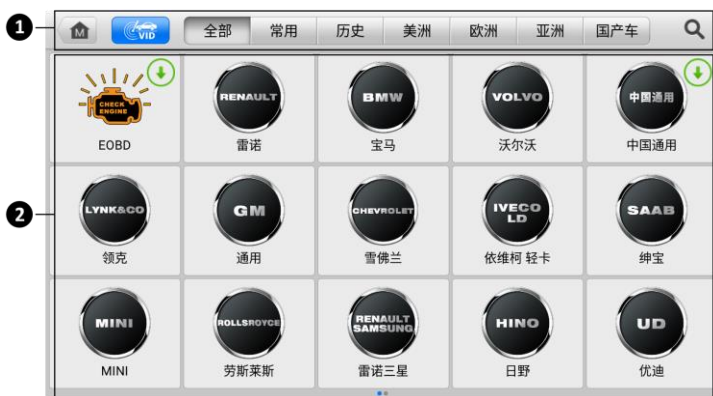 1
M
VID
全部 常用 历史 美洲 欧洲 亚洲 国产车
2
CHECK
ENGINE
EOBD
RENAULT
雷诺
BMW
宝马
VOLVO
沃尔沃
中国通用
中国通用
LYNK&CO
领克
GM
通用
CHEVROLET
雪佛兰
IVECO
LD
依维柯 轻卡
SAAB
绅宝
MINI
MINI
ROLLSROYCE
劳斯莱斯
RENAULT
SAMSUNG
雷诺三星
HINO
日野
UD
优迪